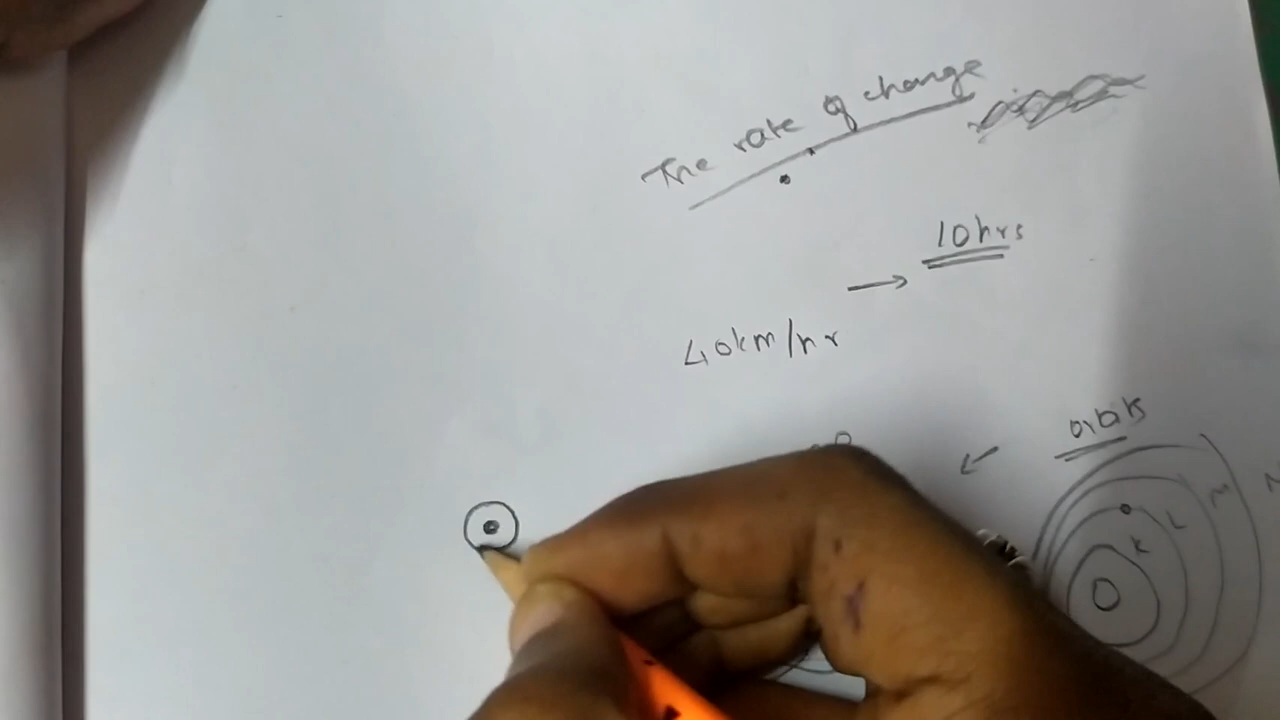 The rate of change
10hrs
40km/hr
orbits
M
L
K